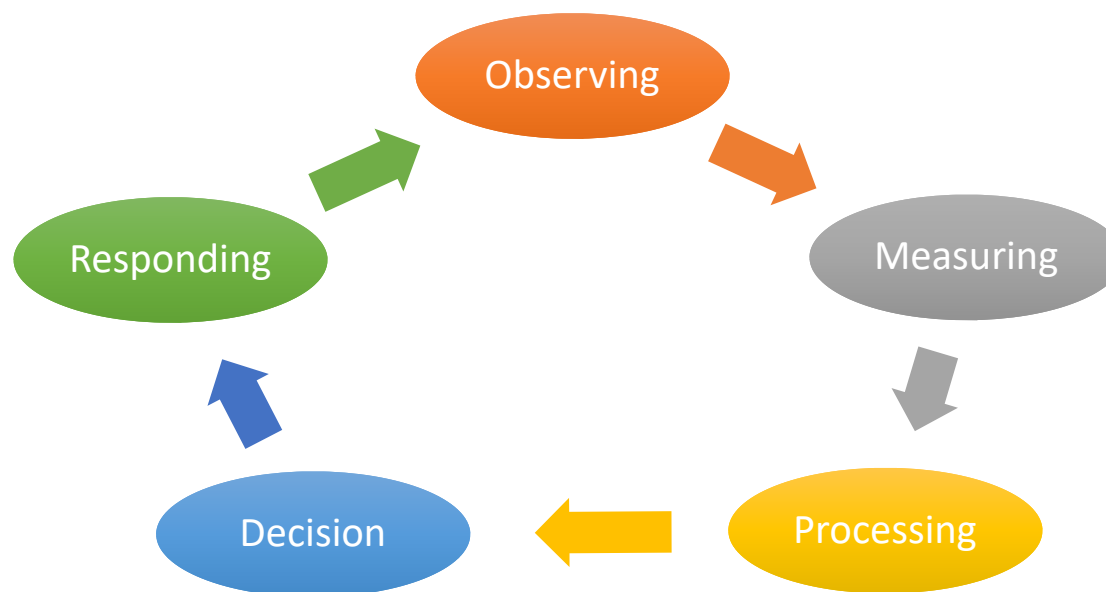 Observing
Measuring
Processing
Decision
Responding